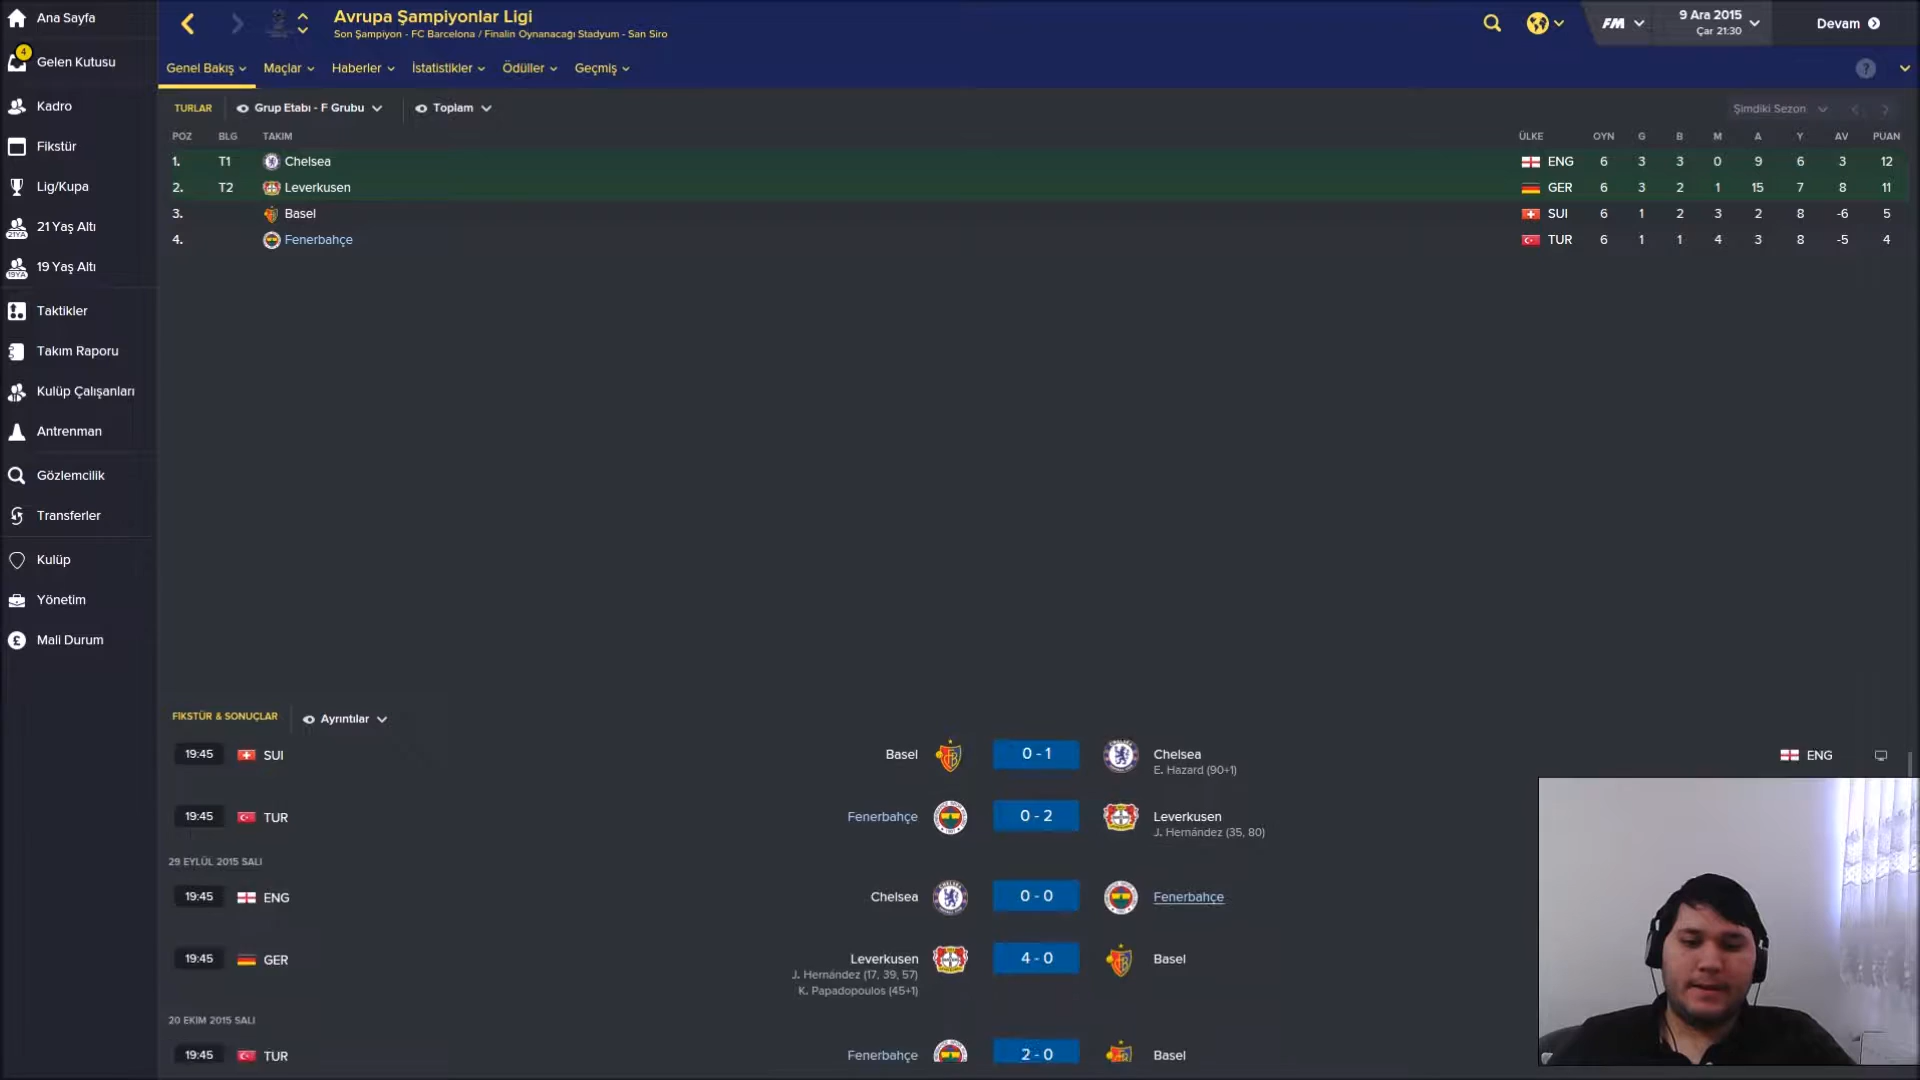 Ana Sayfa
4
Gelen Kutusu
Kadro
Fikstür
Lig/Kupa
21 Yaş Altı
21YA
19 Yaş Altı
19YA
Taktikler
Takım Raporu
Kulüp Çalışanları
Antrenman
Gözlemcilik
Transferler
Kulüp
Yönetim
Mali Durum
Avrupa Şampiyonlar Ligi
Son Şampiyon - FC Barcelona / Finalin Oynanacağı Stadyum - San Siro
FM
9 Ara 2015
Çar 21:30
Devam
Genel Bakış Maçlar Haberler İstatistikler Ödüller Geçmiş ?
TURLAR Grup Etabı - F Grubu Toplam Şimdiki Sezon
POZ BLG TAKIM ÜLKE OYN G B M A Y AV PUAN
1. T1 Chelsea ENG 6 3 3 0 9 6 3 12
2. T2 Leverkusen GER 6 3 2 1 15 7 8 11
3. Basel SUI 6 1 2 3 2 8 -6 5
4. Fenerbahçe TUR 6 1 1 4 3 8 -5 4
FİKSTÜR & SONUÇLAR Ayrıntılar
19:45 SUI Basel 0 - 1 Chelsea ENG
E. Hazard (90+1)
19:45 TUR Fenerbahçe 0 - 2 Leverkusen
J. Hernández (35, 80)
29 EYLÜL 2015 SALI
19:45 ENG Chelsea 0 - 0 Fenerbahçe
19:45 GER Leverkusen 4 - 0 Basel
J. Hernández (17, 39, 57)
K. Papadopoulos (45+1)
20 EKİM 2015 SALI
19:45 TUR Fenerbahçe 2 - 0 Basel